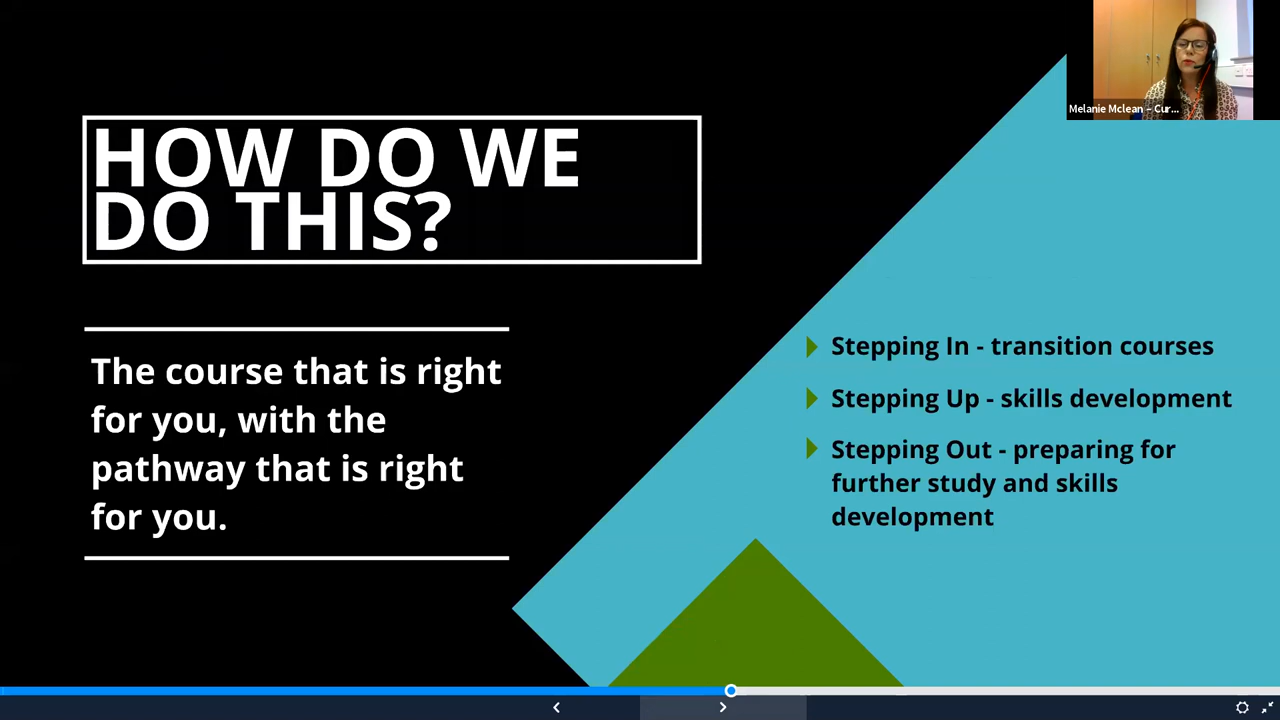 HOW DO WE
DO THIS?
The course that is right
for you, with the
pathway that is right
for you.
Stepping In - transition courses
Stepping Up - skills development
Stepping Out - preparing for
further study and skills
development
Melanie Mclean – Cur...